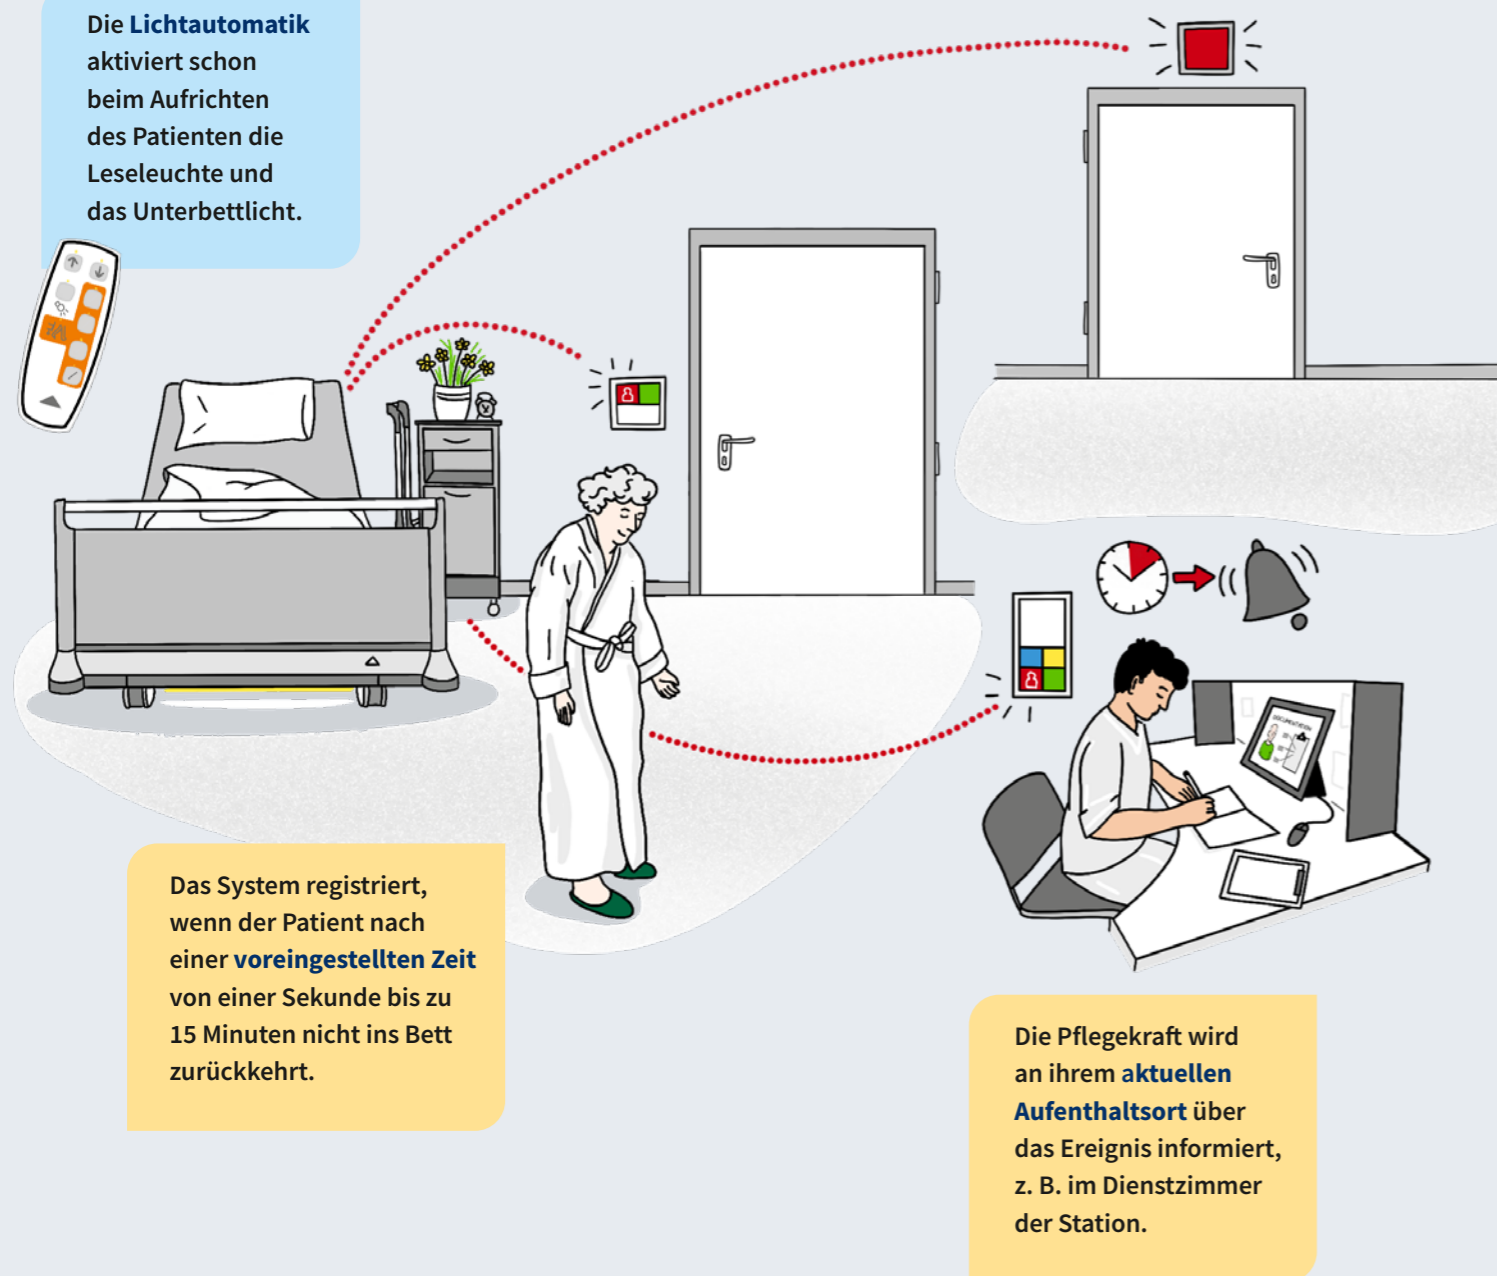 Die Lichtautomatik
aktiviert schon
beim Aufrichten
des Patienten die
Leseleuchte und
das Unterbettlicht.
DOCUMENTATION
Das System registriert,
wenn der Patient nach
einer voreingestellten Zeit
von einer Sekunde bis zu
15 Minuten nicht ins Bett
zurückkehrt.
Die Pflegekraft wird
an ihrem aktuellen
Aufenthaltsort über
das Ereignis informiert,
z. B. im Dienstzimmer
der Station.